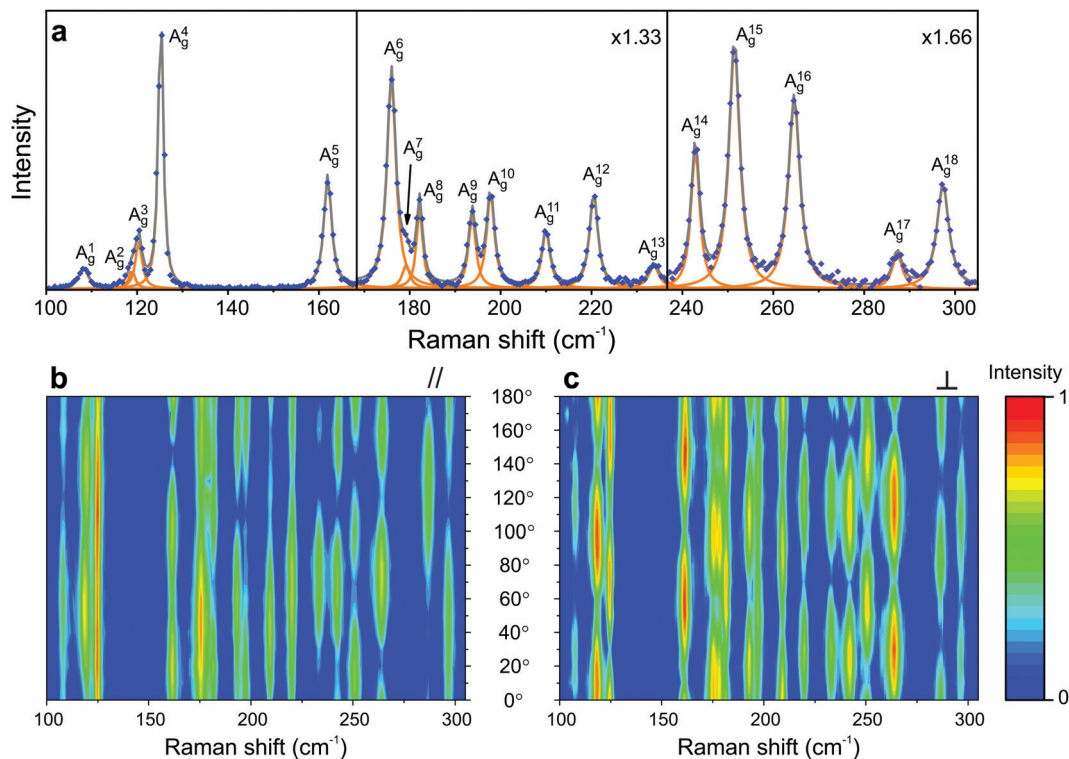 a
x1.33
x1.66
A_g^1
A_g^2
A_g^3
A_g^4
A_g^5
A_g^6
A_g^7
A_g^8
A_g^9
A_g^10
A_g^11
A_g^12
A_g^13
A_g^14
A_g^15
A_g^16
A_g^17
A_g^18
Intensity
100 120 140 160 180 200 220 240 260 280 300
Raman shift (cm⁻¹)
b //
c ⊥
Intensity
180°
160°
140°
120°
100°
80°
60°
40°
20°
0°
1
0
100 150 200 250 300
100 150 200 250 300
Raman shift (cm⁻¹)
Raman shift (cm⁻¹)